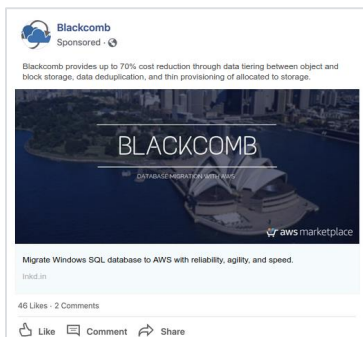 Blackcomb
Sponsored ·
Blackcomb provides up to 70% cost reduction through data tiering between object and
block storage, data deduplication, and thin provisioning of allocated to storage.
BLACKCOMB
DATABASE MIGRATION WITH AWS
aws marketplace
Migrate Windows SQL database to AWS with reliability, agility, and speed.
lnkd.in
46 Likes · 2 Comments
Like Comment Share